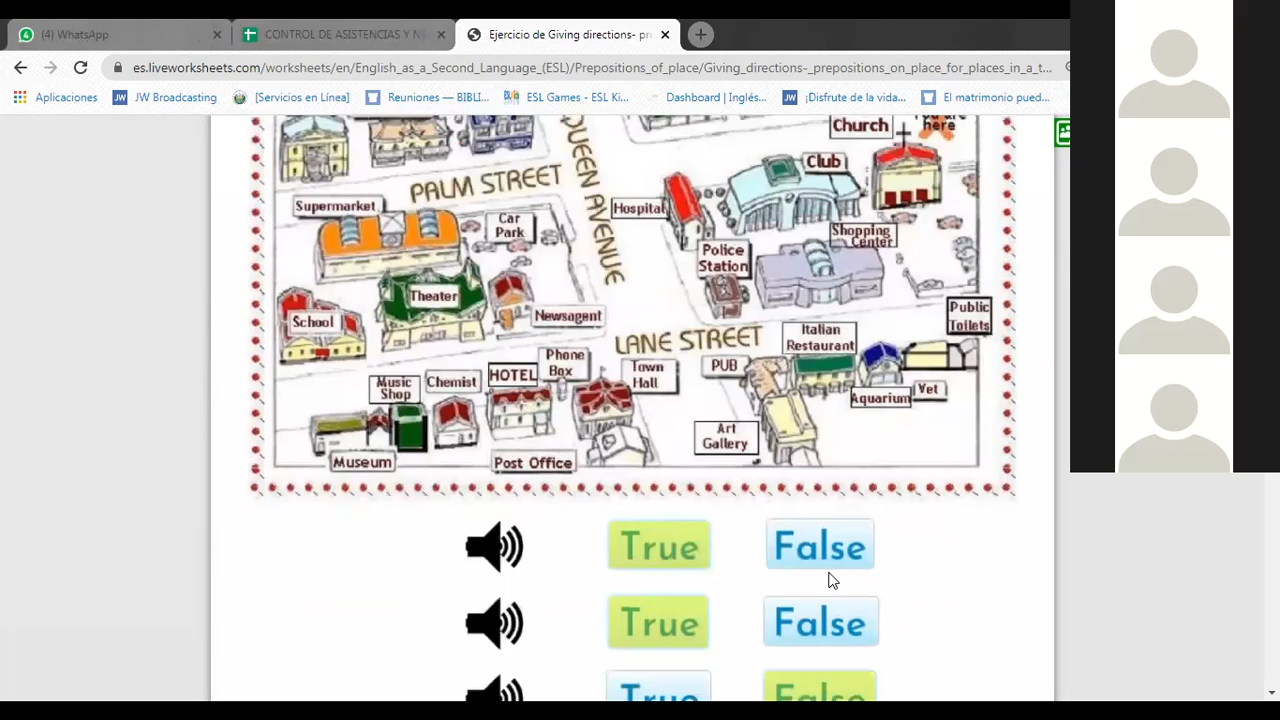 (4) WhatsApp
CONTROL DE ASISTENCIAS Y N
Ejercicio de Giving directions- pr
es.liveworksheets.com/worksheets/en/English_as_a_Second_Language_(ESL)/Prepositions_of_place/Giving_directions-_prepositions_on_place_for_places_in_a_t...
Aplicaciones
JW Broadcasting
[Servicios en Línea]
Reuniones — BIBLI...
ESL Games - ESL Ki...
Dashboard | Inglés...
¡Disfrute de la vida...
El matrimonio pued...
here
Church
QUEEN AVENUE
Club
PALM STREET
Supermarket
Car
Park
Hospital
Shopping
Center
Police
Station
Theater
Newsagent
School
Public
Toilets
LANE STREET
Italian
Restaurant
Phone
Box
Town
Hall
PUB
HOTEL
Music
Shop
Chemist
Aquarium
Vet
Art
Gallery
Museum
Post Office
True
False
True
False
True
False